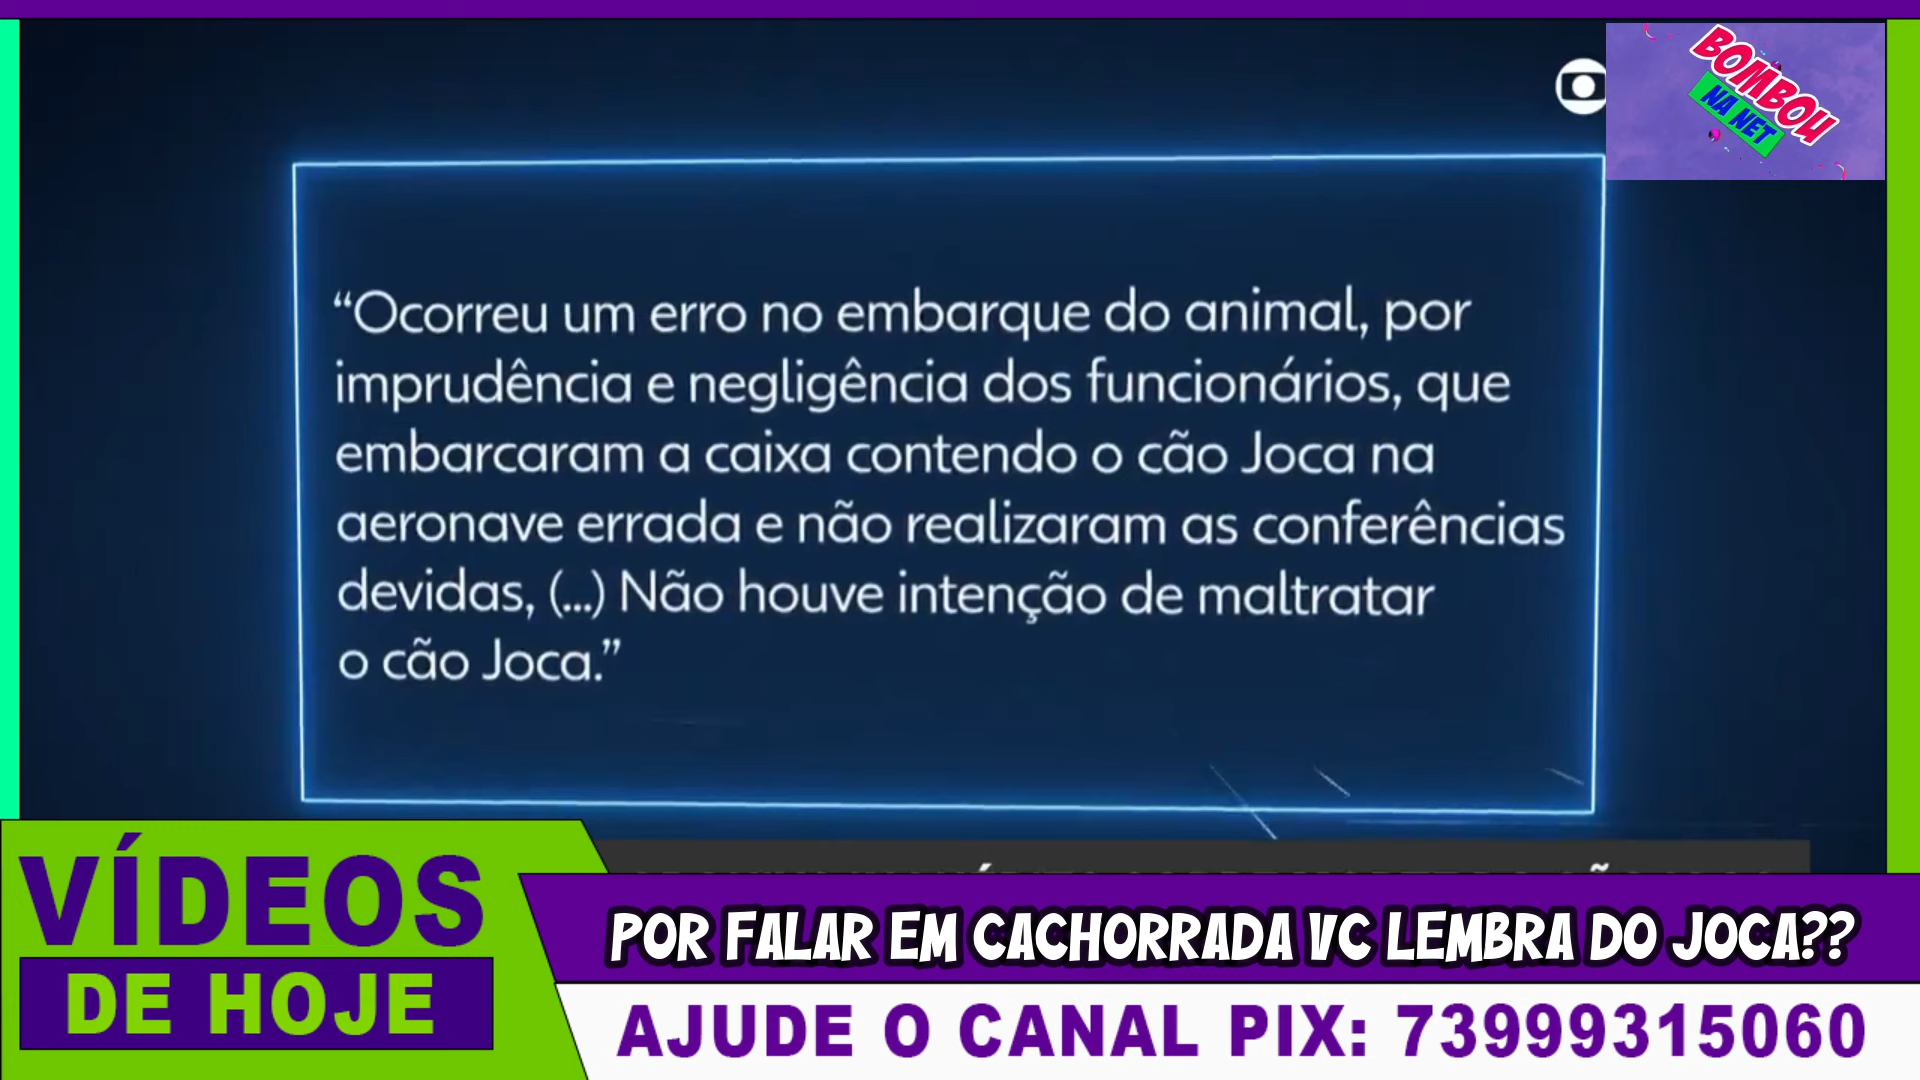 BOMBOU
NA NET
“Ocorreu um erro no embarque do animal, por
imprudência e negligência dos funcionários, que
embarcaram a caixa contendo o cão Joca na
aeronave errada e não realizaram as conferências
devidas, (...) Não houve intenção de maltratar
o cão Joca.”
VÍDEOS
DE HOJE
POR FALAR EM CACHORRADA VC LEMBRA DO JOCA??
AJUDE O CANAL PIX: 73999315060